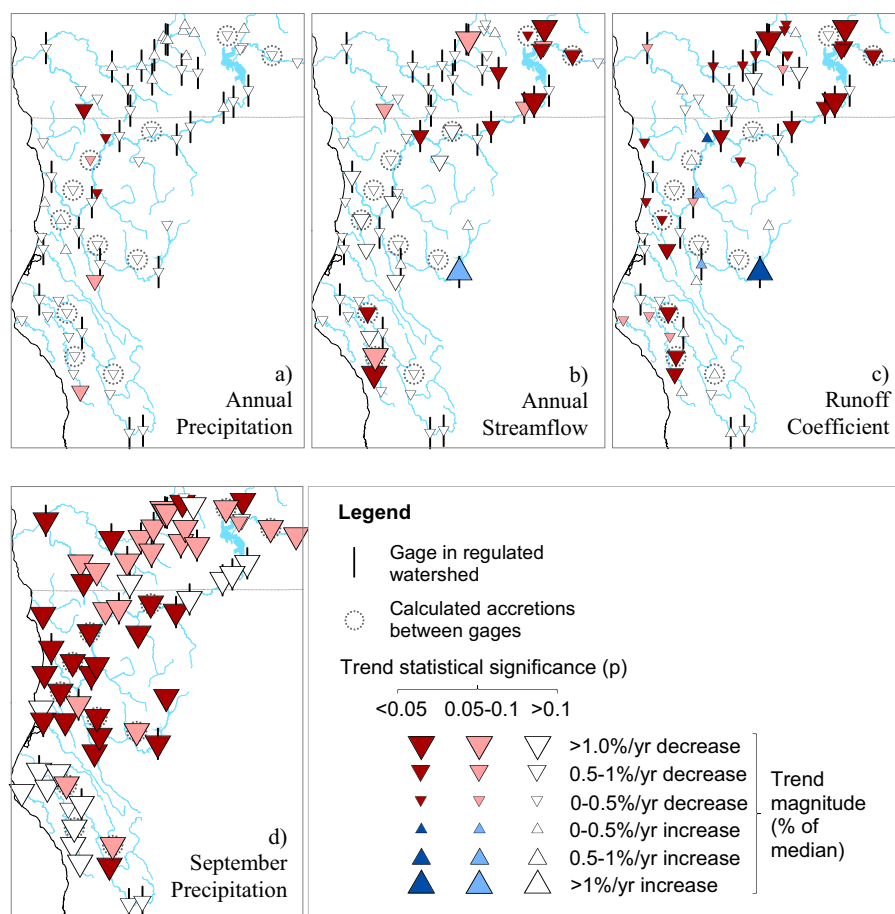 a)
Annual
Precipitation
b)
Annual
Streamflow
c)
Runoff
Coefficient
d)
September
Precipitation
Legend
Gage in regulated
watershed
Calculated accretions
between gages
Trend statistical significance (p)
<0.05 0.05-0.1 >0.1
>1.0%/yr decrease
0.5-1%/yr decrease
0-0.5%/yr decrease
0-0.5%/yr increase
0.5-1%/yr increase
>1%/yr increase
Trend
magnitude
(% of
median)